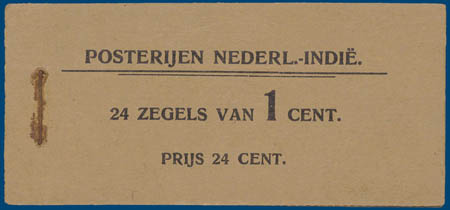 POSTERIJEN NEDERL.-INDIË.
24 ZEGELS VAN 1 CENT.
PRIJS 24 CENT.